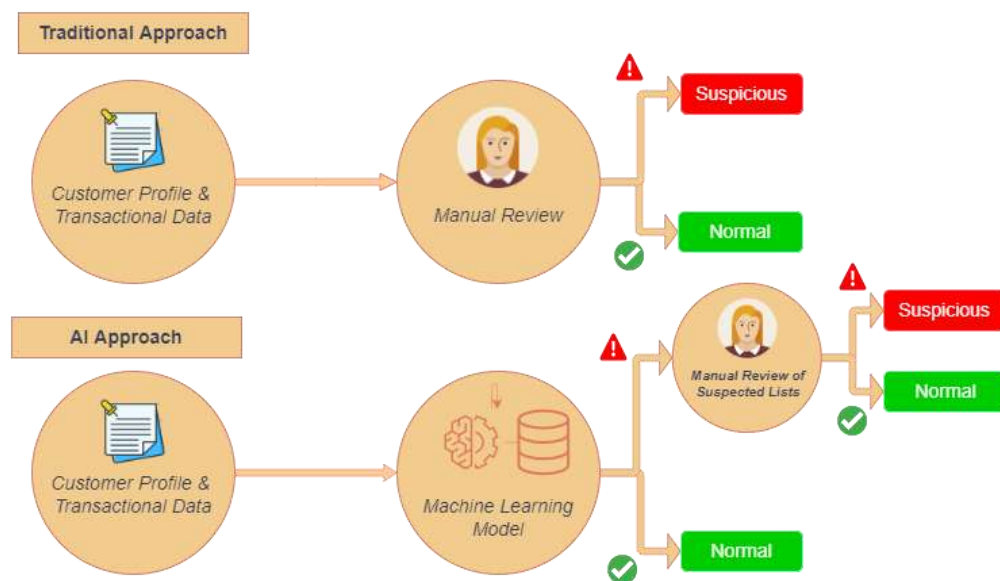 Traditional Approach
Customer Profile &
Transactional Data
Manual Review
Suspicious
Normal
AI Approach
Customer Profile &
Transactional Data
Machine Learning
Model
Manual Review of
Suspected Lists
Suspicious
Normal
Normal